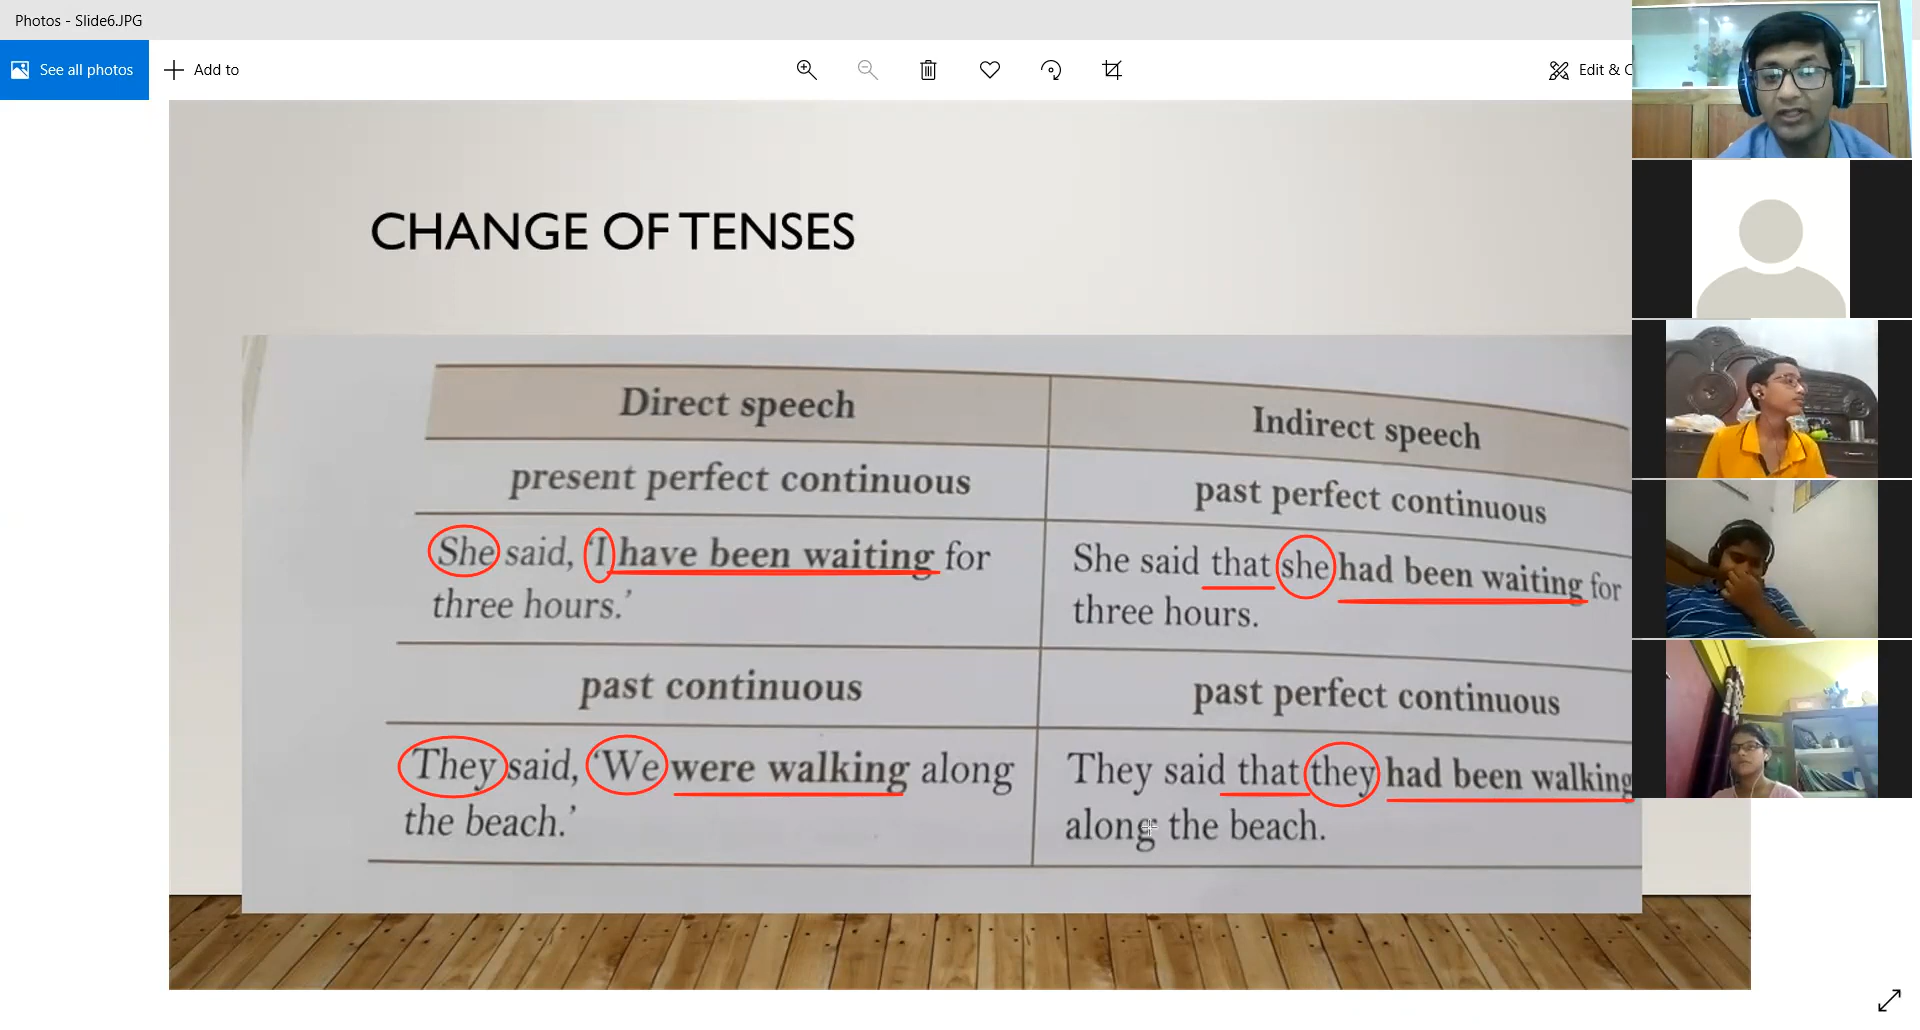 Photos - Slide6.JPG
See all photos
Add to
Edit & C
CHANGE OF TENSES
Direct speech
Indirect speech
present perfect continuous
past perfect continuous
She said, 'I have been waiting for
three hours.'
She said that she had been waiting for
three hours.
past continuous
past perfect continuous
They said, 'We were walking along
the beach.'
They said that they had been walking
along the beach.